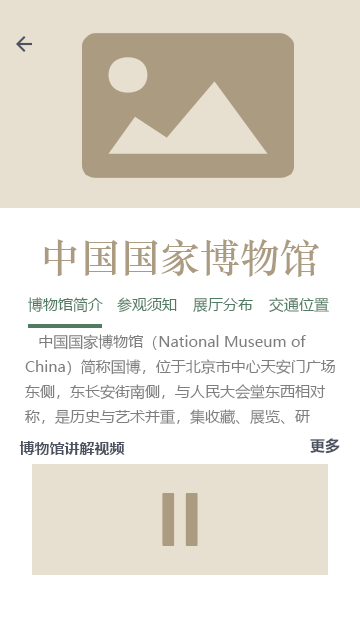 中国国家博物馆
博物馆简介 参观须知 展厅分布 交通位置
中国国家博物馆（National Museum of
China）简称国博，位于北京市中心天安门广场
东侧，东长安街南侧，与人民大会堂东西相对
称，是历史与艺术并重，集收藏、展览、研
博物馆讲解视频 更多